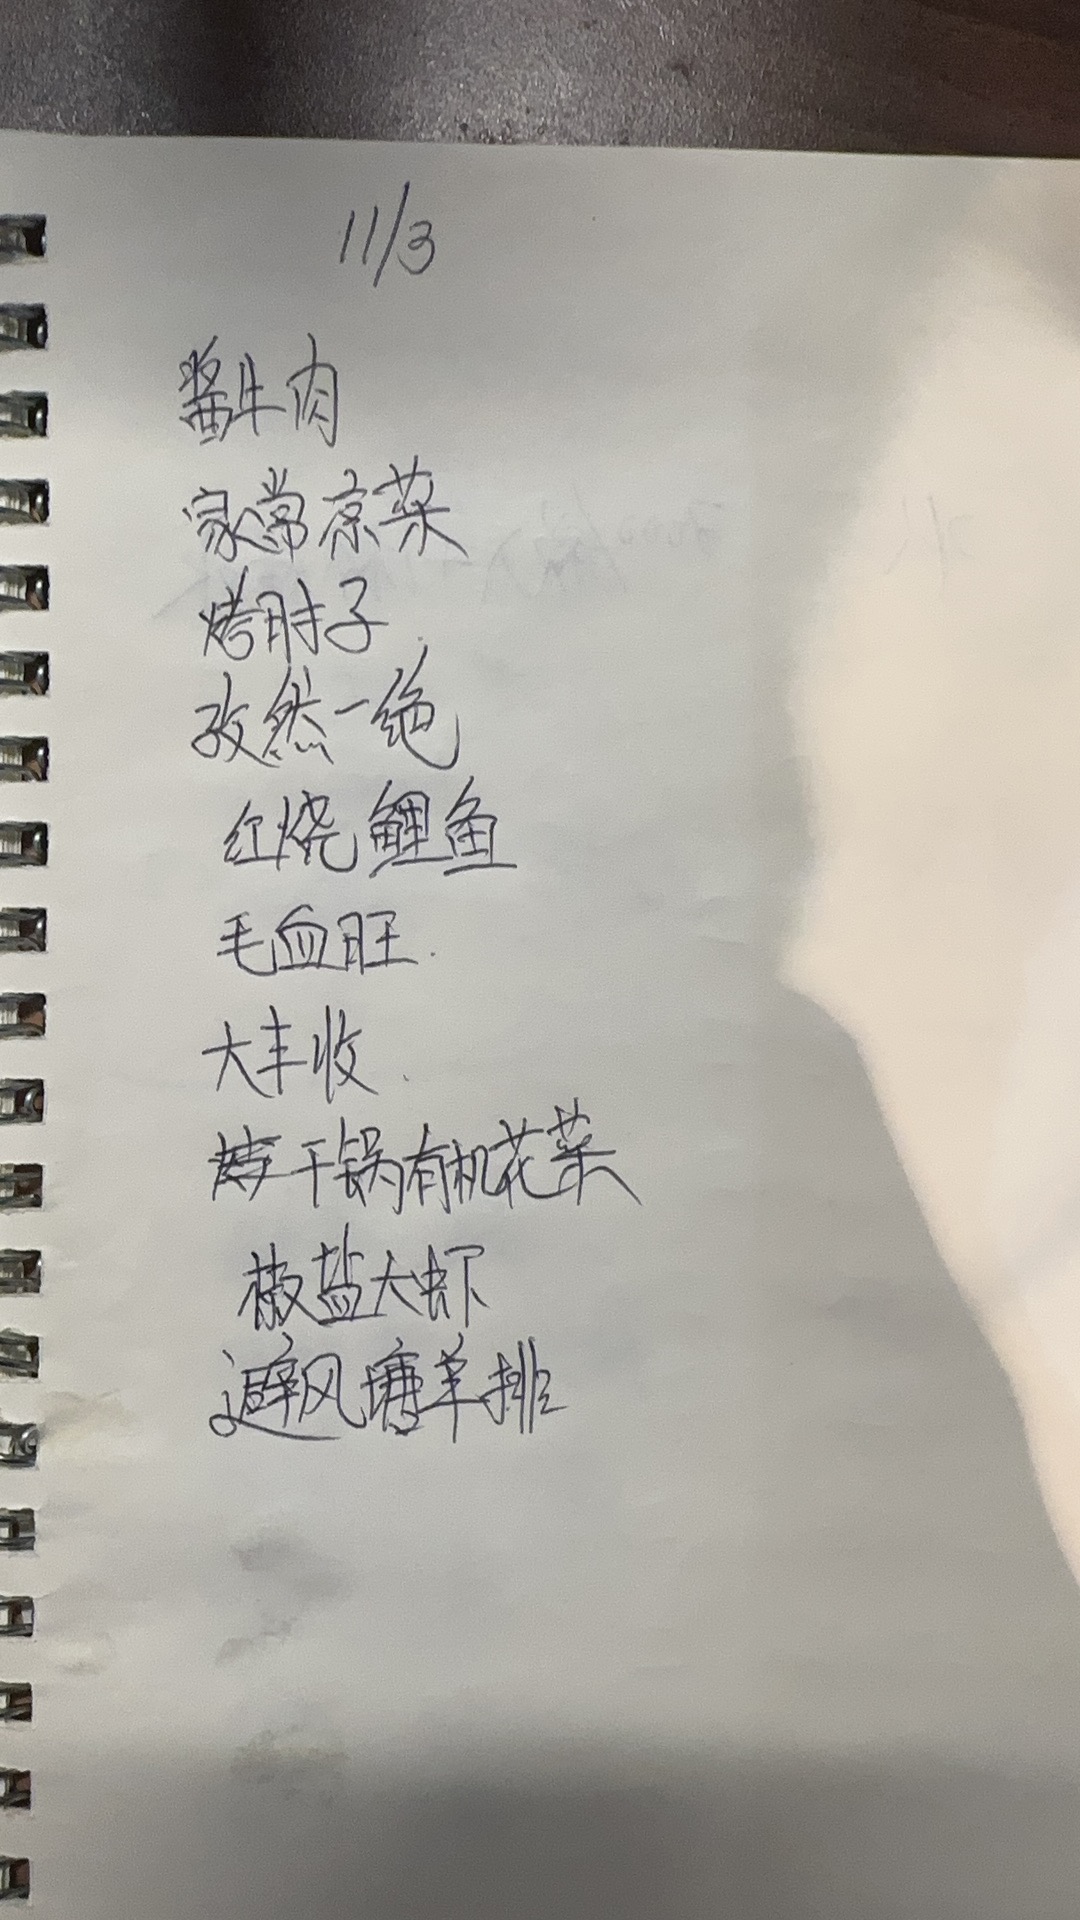 11/3
酱牛肉
家常凉菜
烤肘子
孜然一绝
红烧鲤鱼
毛血旺.
大丰收.
干锅有机花菜
椒盐大虾
避风塘羊排